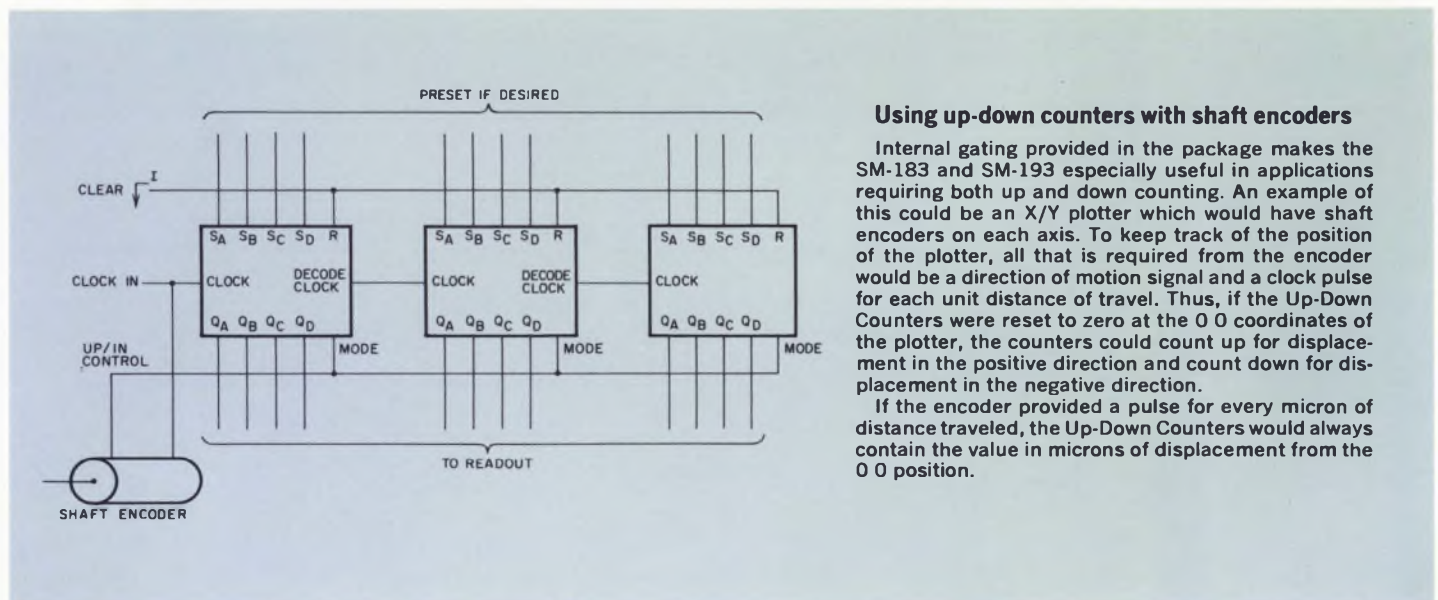 PRESET IF DESIRED
CLEAR I
SA SB SC SD R
SA SB SC SD R
SA SB SC SD R
CLOCK IN
CLOCK DECODE CLOCK
CLOCK DECODE CLOCK
CLOCK
QA QB QC QD
QA QB QC QD
QA QB QC QD
UP/IN
CONTROL
MODE
MODE
MODE
TO READOUT
SHAFT ENCODER
Using up-down counters with shaft encoders
Internal gating provided in the package makes the
SM-183 and SM-193 especially useful in applications
requiring both up and down counting. An example of
this could be an X/Y plotter which would have shaft
encoders on each axis. To keep track of the position
of the plotter, all that is required from the encoder
would be a direction of motion signal and a clock pulse
for each unit distance of travel. Thus, if the Up-Down
Counters were reset to zero at the 0 0 coordinates of
the plotter, the counters could count up for displace-
ment in the positive direction and count down for dis-
placement in the negative direction.
If the encoder provided a pulse for every micron of
distance traveled, the Up-Down Counters would always
contain the value in microns of displacement from the
0 0 position.